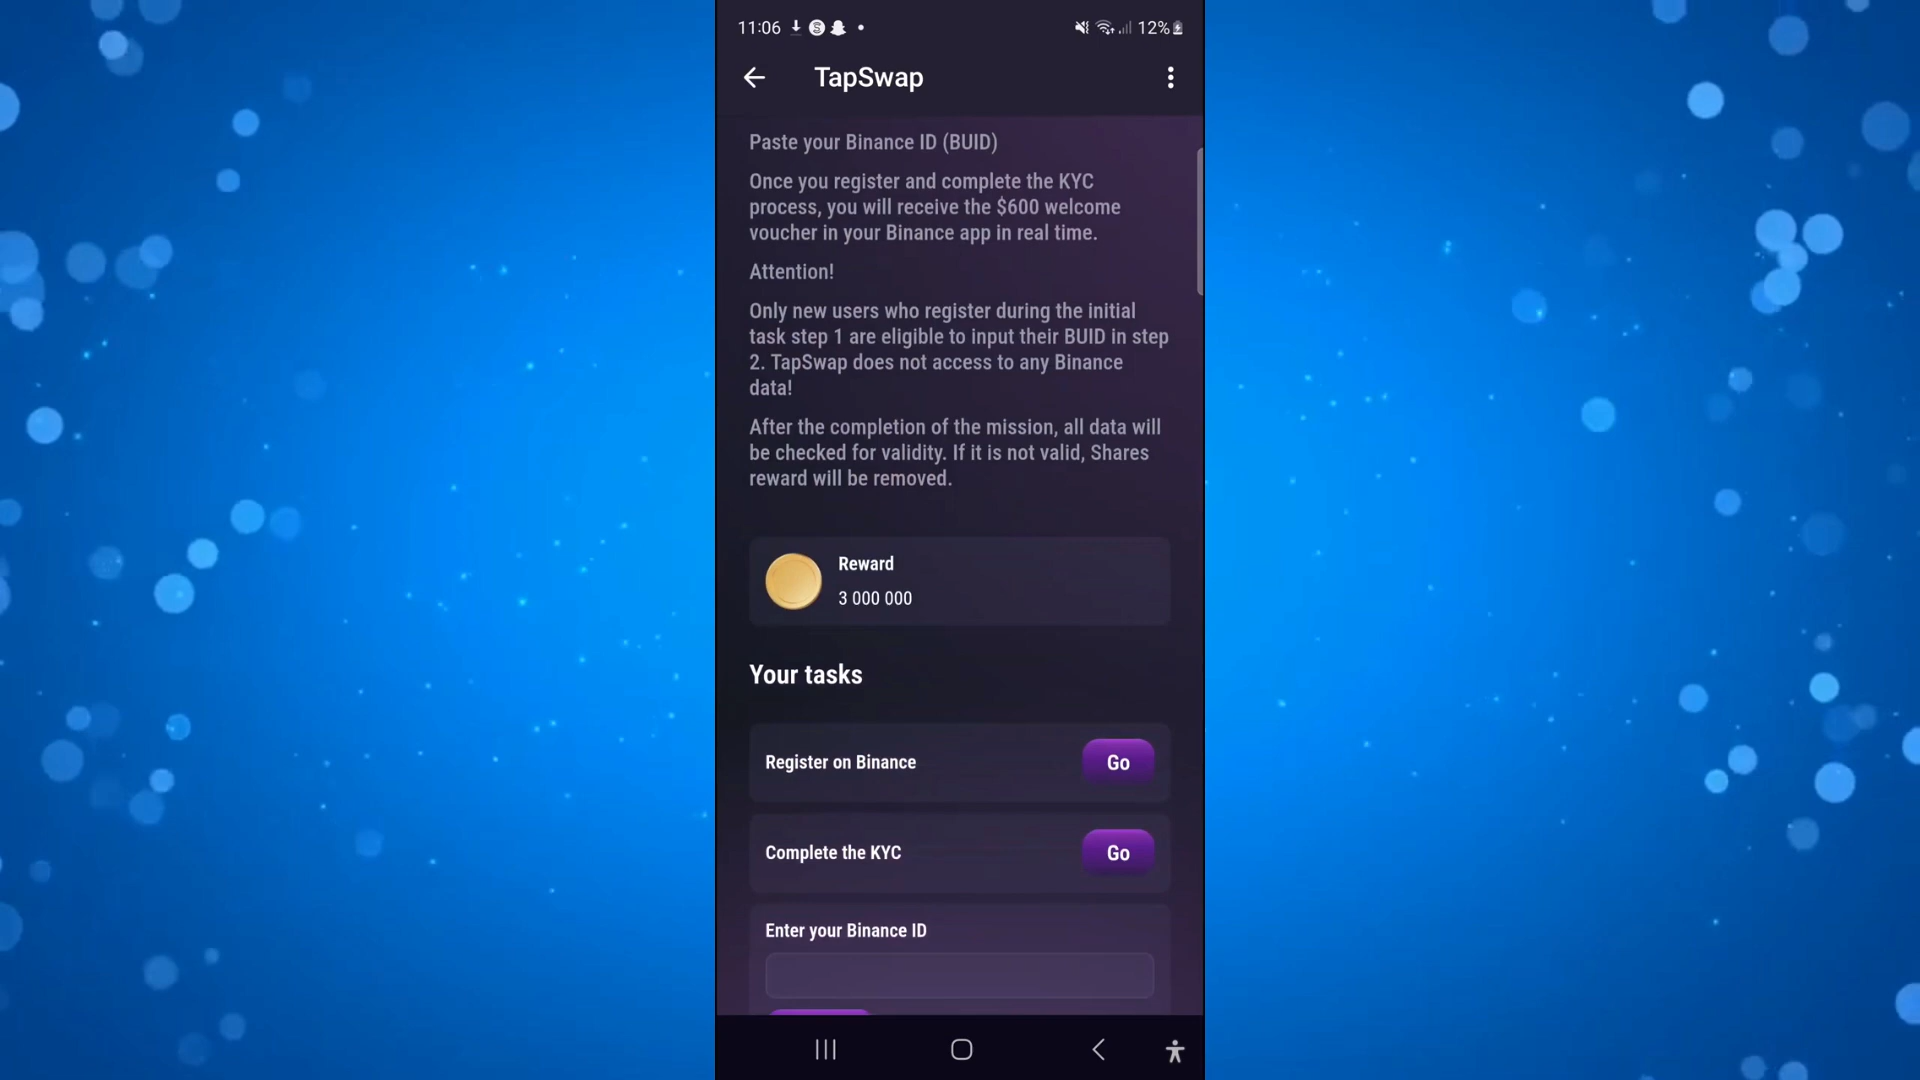 11:06
12%
TapSwap
Paste your Binance ID (BUID)
Once you register and complete the KYC
process, you will receive the $600 welcome
voucher in your Binance app in real time.
Attention!
Only new users who register during the initial
task step 1 are eligible to input their BUID in step
2. TapSwap does not access to any Binance
data!
After the completion of the mission, all data will
be checked for validity. If it is not valid, Shares
reward will be removed.
Reward
3 000 000
Your tasks
Register on Binance
Go
Complete the KYC
Go
Enter your Binance ID